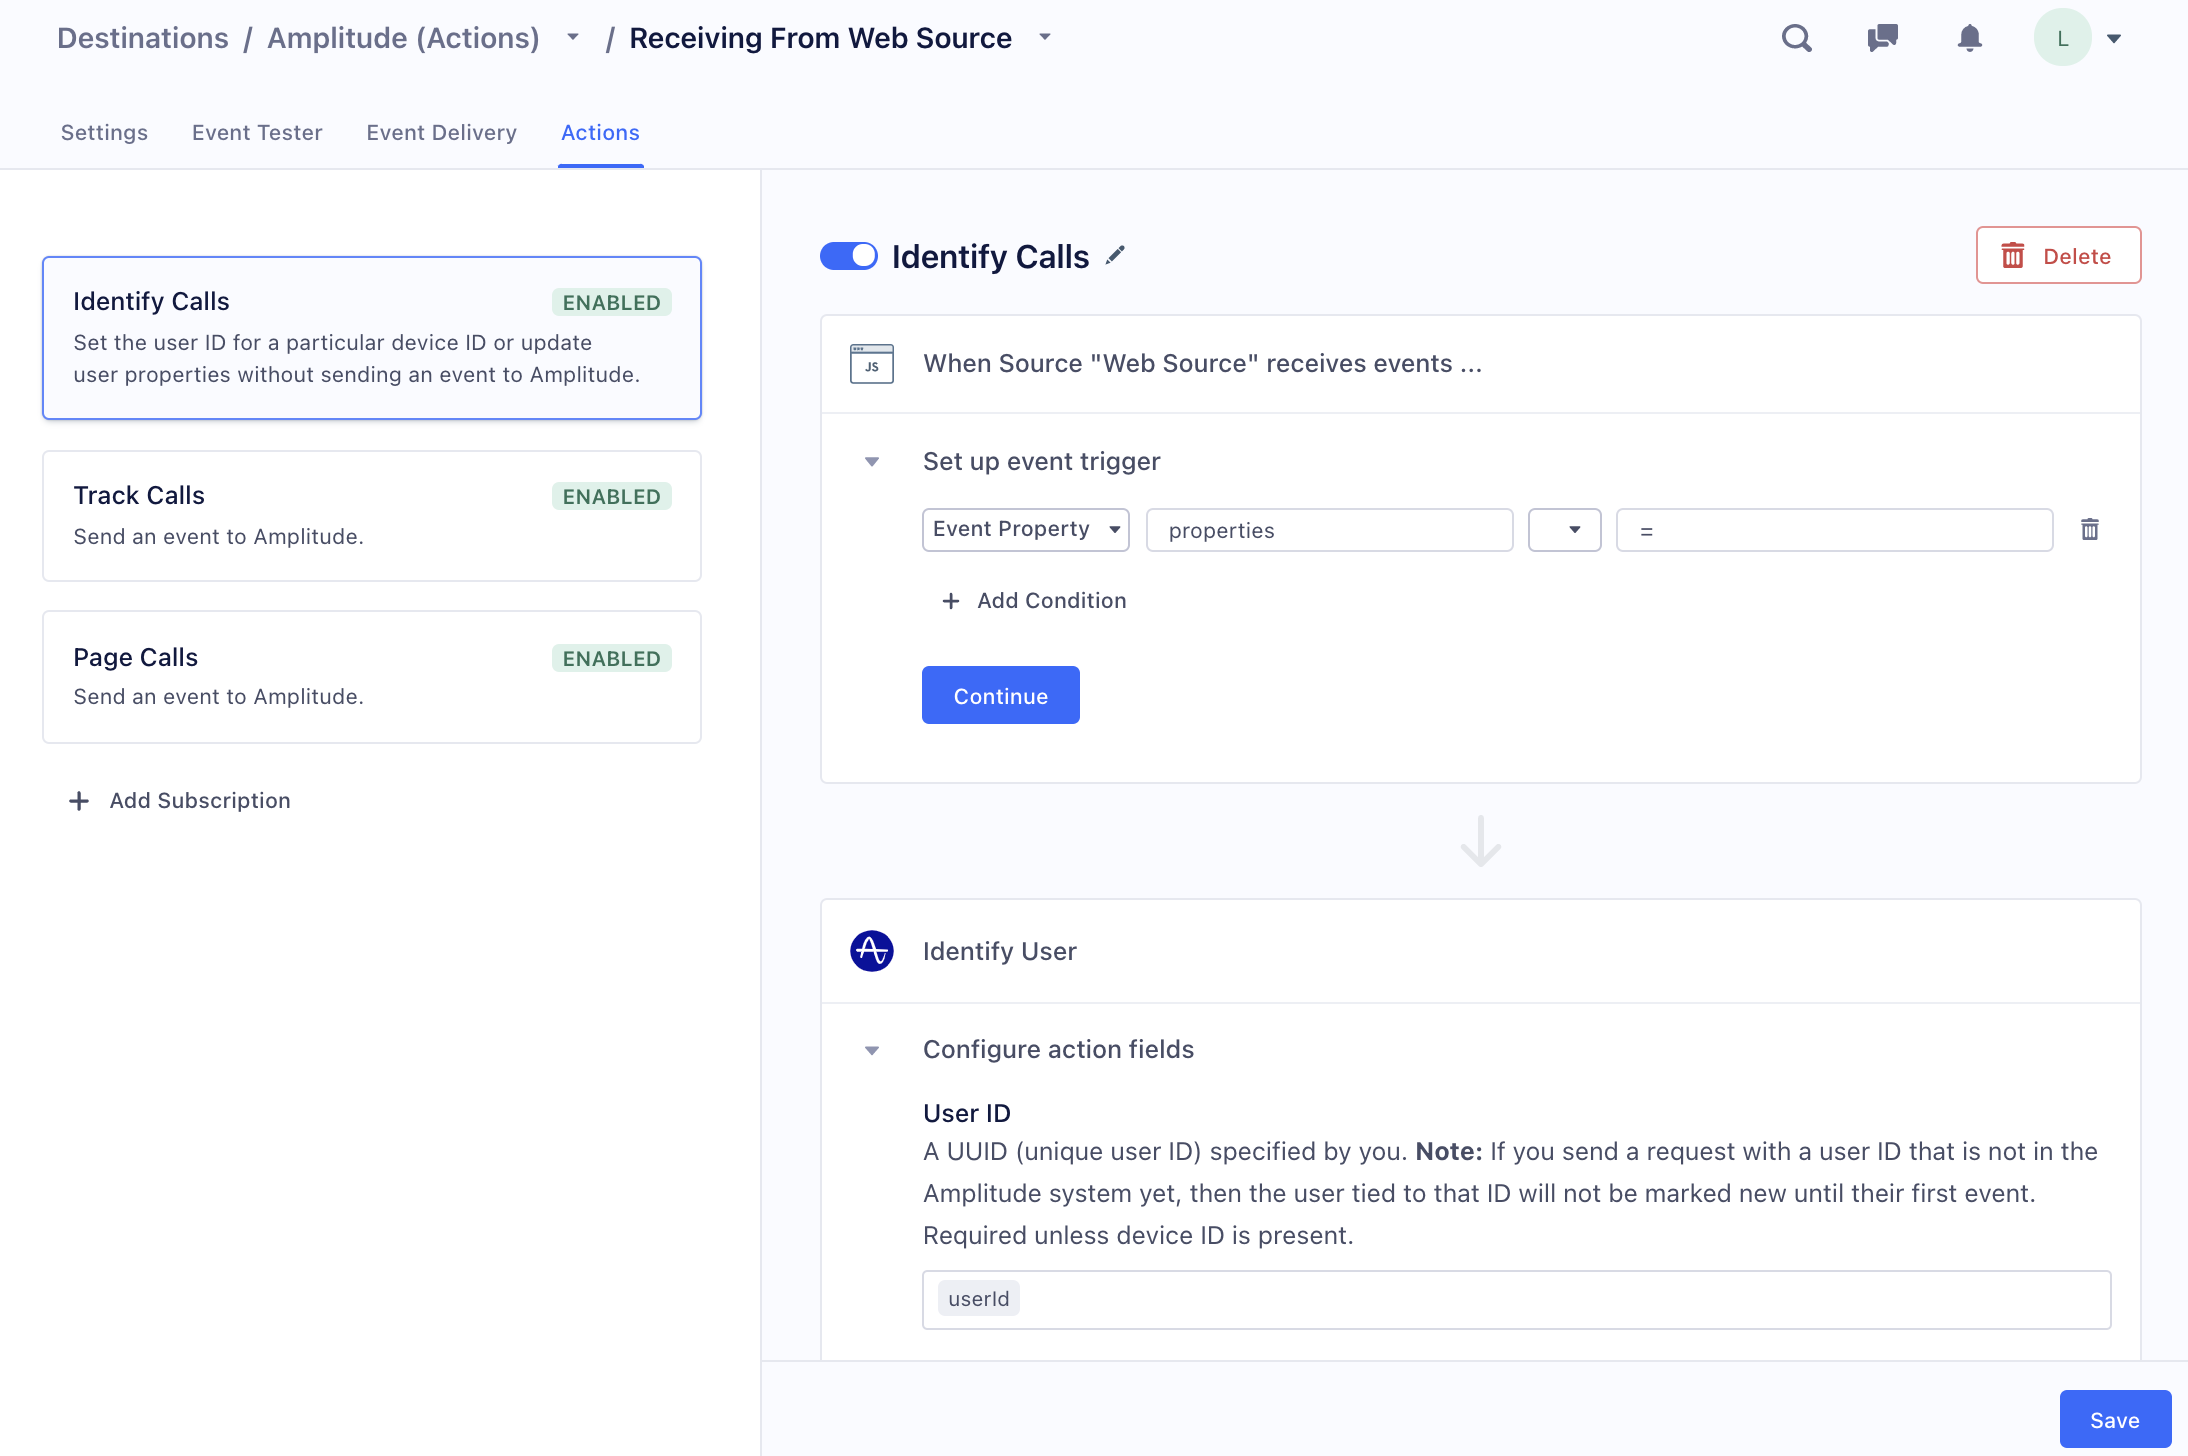 Destinations / Amplitude (Actions) / Receiving From Web Source
L
Settings Event Tester Event Delivery Actions
Identify Calls ENABLED
Set the user ID for a particular device ID or update
user properties without sending an event to Amplitude.
Track Calls ENABLED
Send an event to Amplitude.
Page Calls ENABLED
Send an event to Amplitude.
+ Add Subscription
Identify Calls
Delete
JS When Source "Web Source" receives events ...
Set up event trigger
Event Property properties =
+ Add Condition
Continue
Identify User
Configure action fields
User ID
A UUID (unique user ID) specified by you. Note: If you send a request with a user ID that is not in the
Amplitude system yet, then the user tied to that ID will not be marked new until their first event.
Required unless device ID is present.
userId
Save